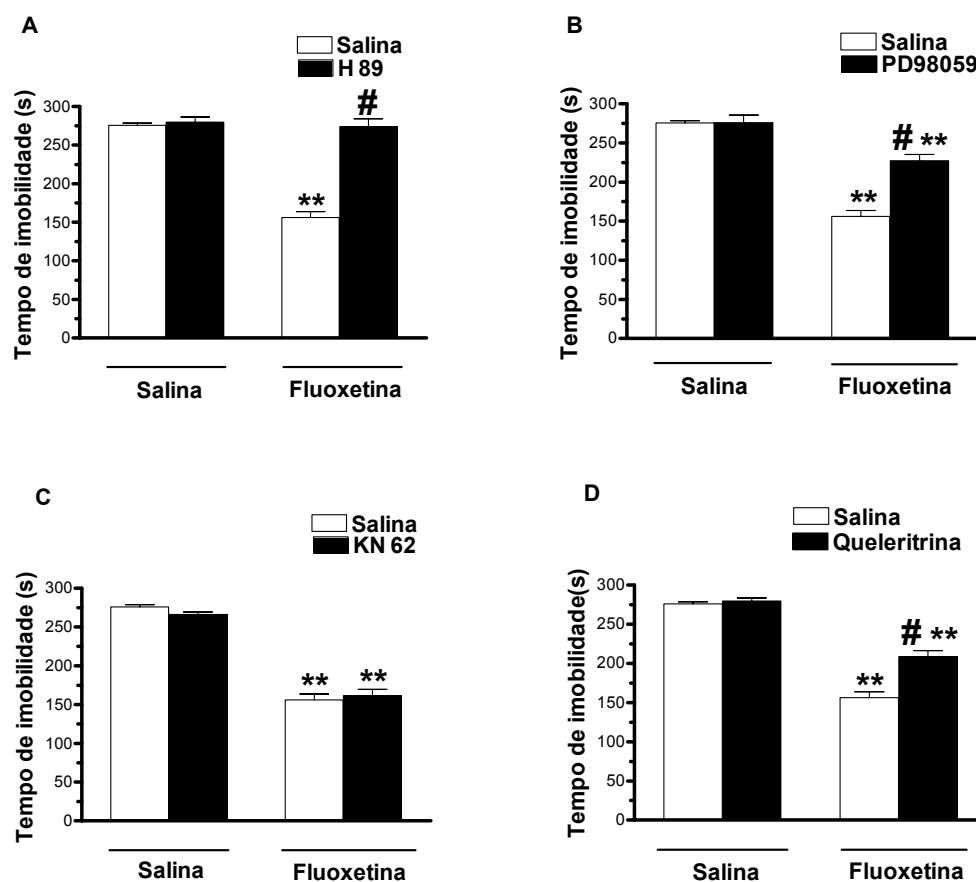 A
Salina
H 89
Tempo de imobilidade (s)
300
250
200
150
100
50
0
#
**
Salina
Fluoxetina
B
Salina
PD98059
Tempo de imobilidade (s)
300
250
200
150
100
50
0
**
# **
Salina
Fluoxetina
C
Salina
KN 62
Tempo de imobilidade (s)
300
250
200
150
100
50
0
**
**
Salina
Fluoxetina
D
Salina
Queleritrina
Tempo de imobilidade(s)
300
250
200
150
100
50
0
**
# **
Salina
Fluoxetina